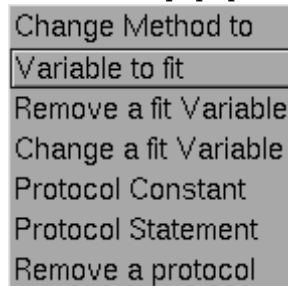 Change Method to
Variable to fit
Remove a fit Variable
Change a fit Variable
Protocol Constant
Protocol Statement
Remove a protocol